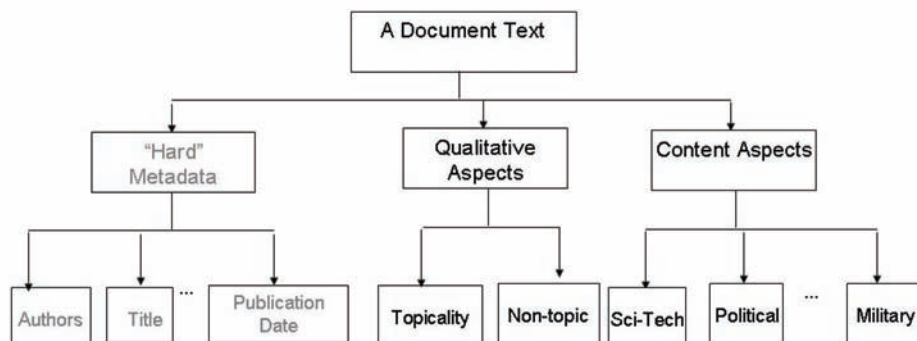 A Document Text
"Hard"
Metadata
Qualitative
Aspects
Content Aspects
Authors
Title
...
Publication
Date
Topicality
Non-topic
Sci-Tech
Political
...
Military